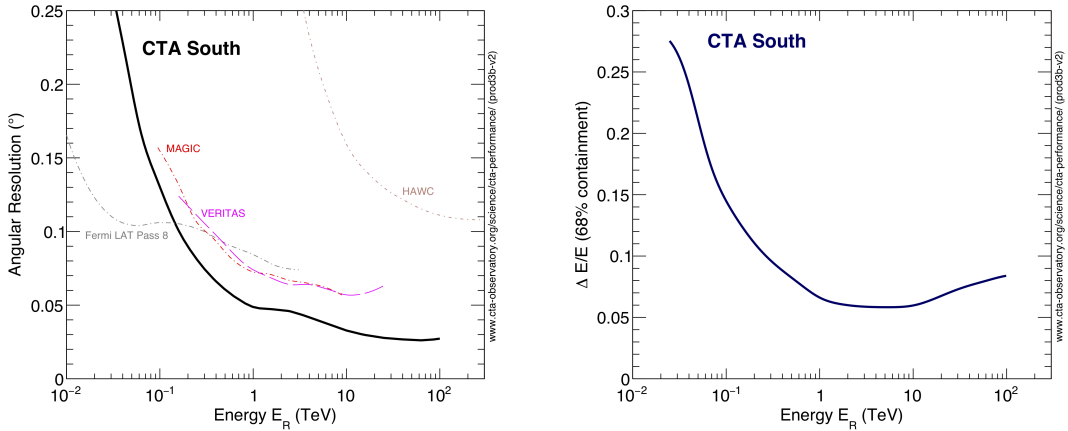 0.25
0.2
0.15
0.1
0.05
0
Angular Resolution (°)
CTA South
MAGIC
VERITAS
HAWC
Fermi LAT Pass 8
10⁻² 10⁻¹ 1 10 10²
Energy E_R (TeV)
www.cta-observatory.org/science/cta-performance/ (prod3b-v2)
0.3
0.25
0.2
0.15
0.1
0.05
0
Δ E/E (68% containment)
CTA South
10⁻² 10⁻¹ 1 10 10²
Energy E_R (TeV)
www.cta-observatory.org/science/cta-performance/ (prod3b-v2)